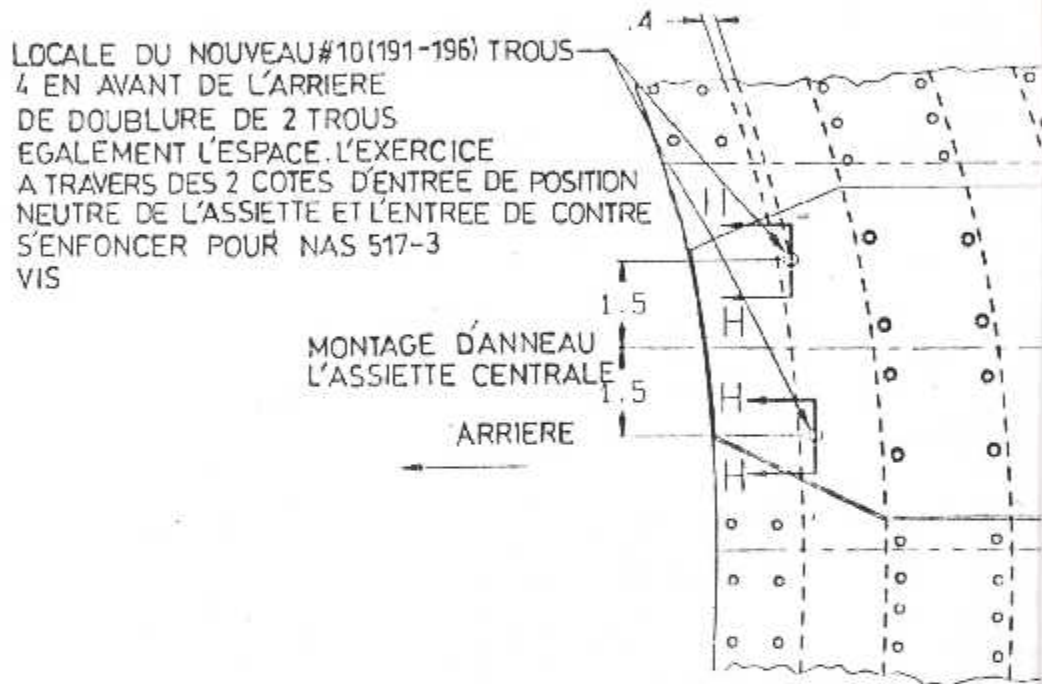 .4
LOCALE DU NOUVEAU#10(191-196) TROUS
4 EN AVANT DE L'ARRIERE
DE DOUBLURE DE 2 TROUS
EGALEMENT L'ESPACE.L'EXERCICE
A TRAVERS DES 2 COTES D'ENTREE DE POSITION
NEUTRE DE L'ASSIETTE ET L'ENTREE DE CONTRE
S'ENFONCER POUR NAS 517-3
VIS
H
1.5
H
MONTAGE D'ANNEAU
L'ASSIETTE CENTRALE
1.5
H
ARRIERE
H